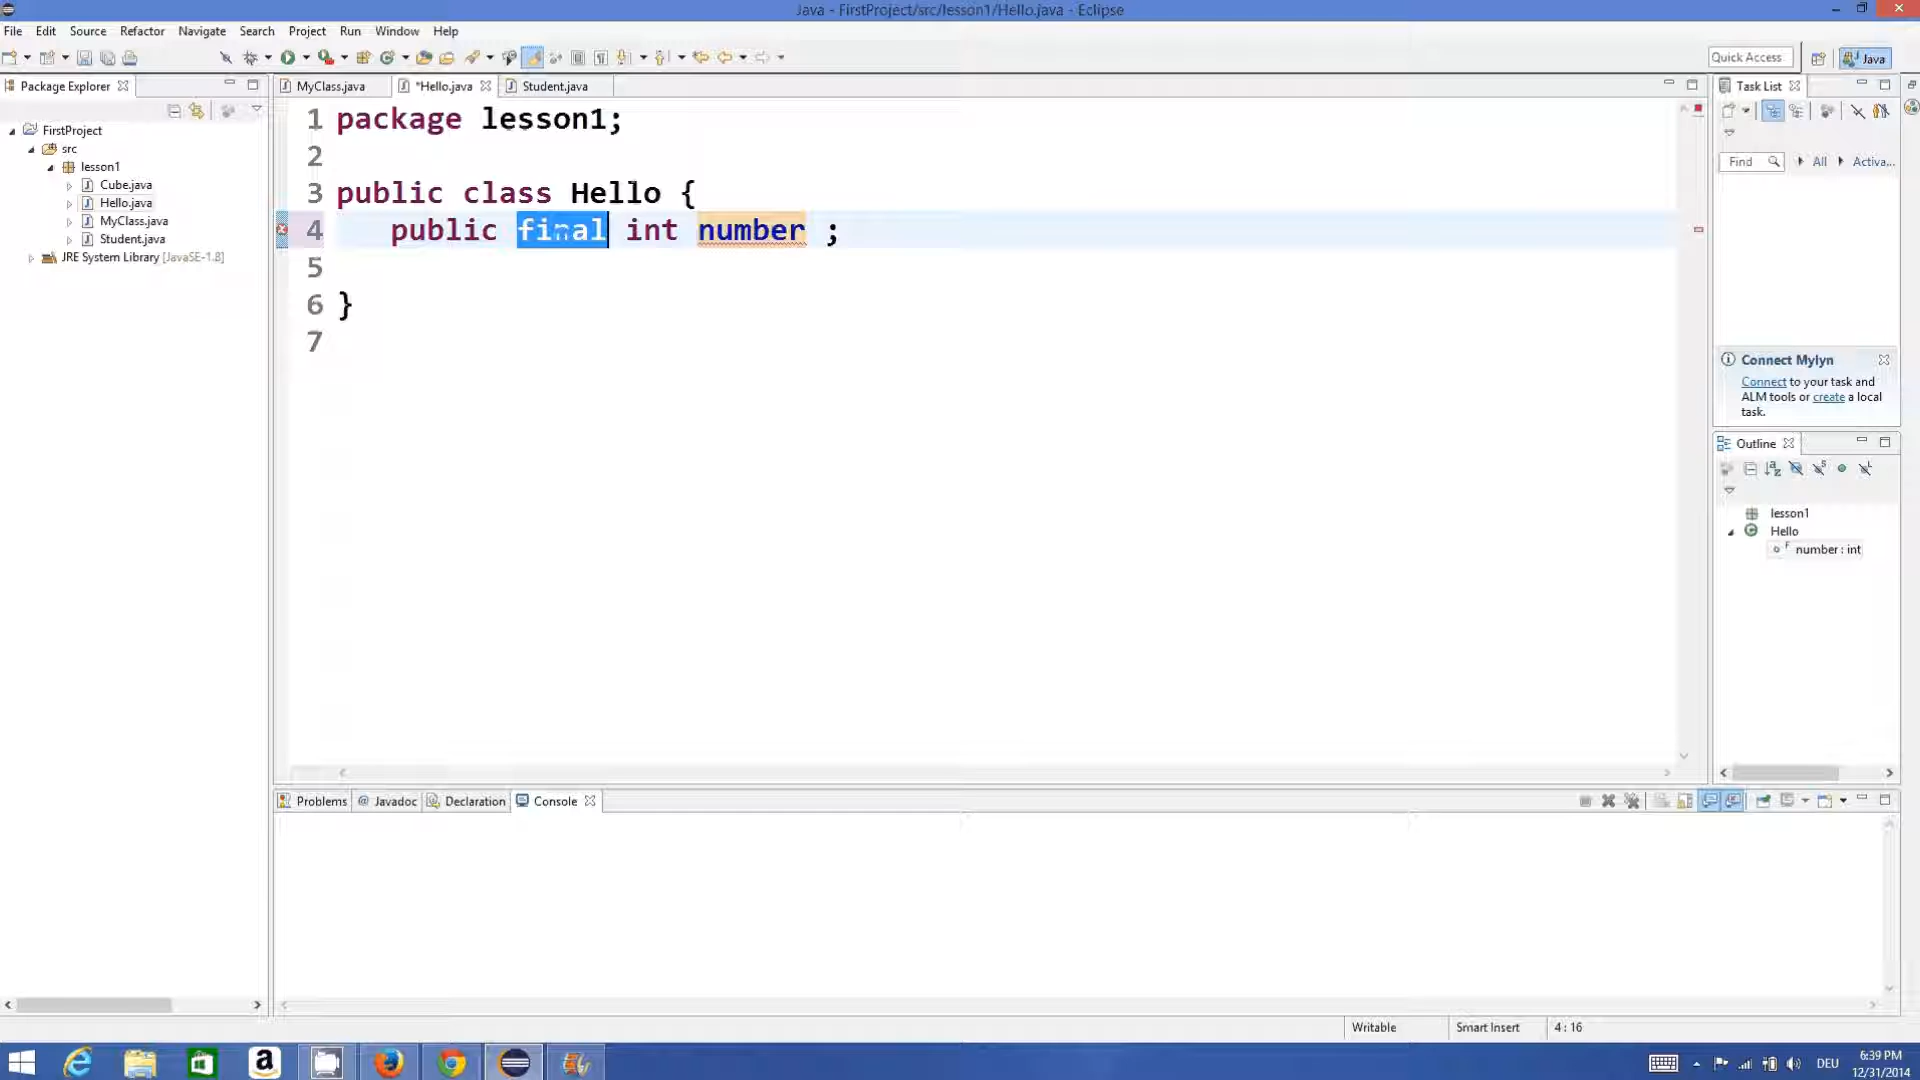 Java - FirstProject/src/lesson1/Hello.java - Eclipse
File Edit Source Refactor Navigate Search Project Run Window Help
Quick Access
Java
Package Explorer
MyClass.java
*Hello.java
Student.java
Task List
FirstProject
src
lesson1
Cube.java
Hello.java
MyClass.java
Student.java
JRE System Library [JavaSE-1.8]
1 package lesson1;
2
3 public class Hello {
4 public final int number ;
5
6 }
7
Find
All
Activa...
Connect Mylyn
Connect to your task and
ALM tools or create a local
task.
Outline
lesson1
Hello
number : int
Problems
@ Javadoc
Declaration
Console
Writable
Smart Insert
4 : 16
DEU
6:39 PM
12/31/2014